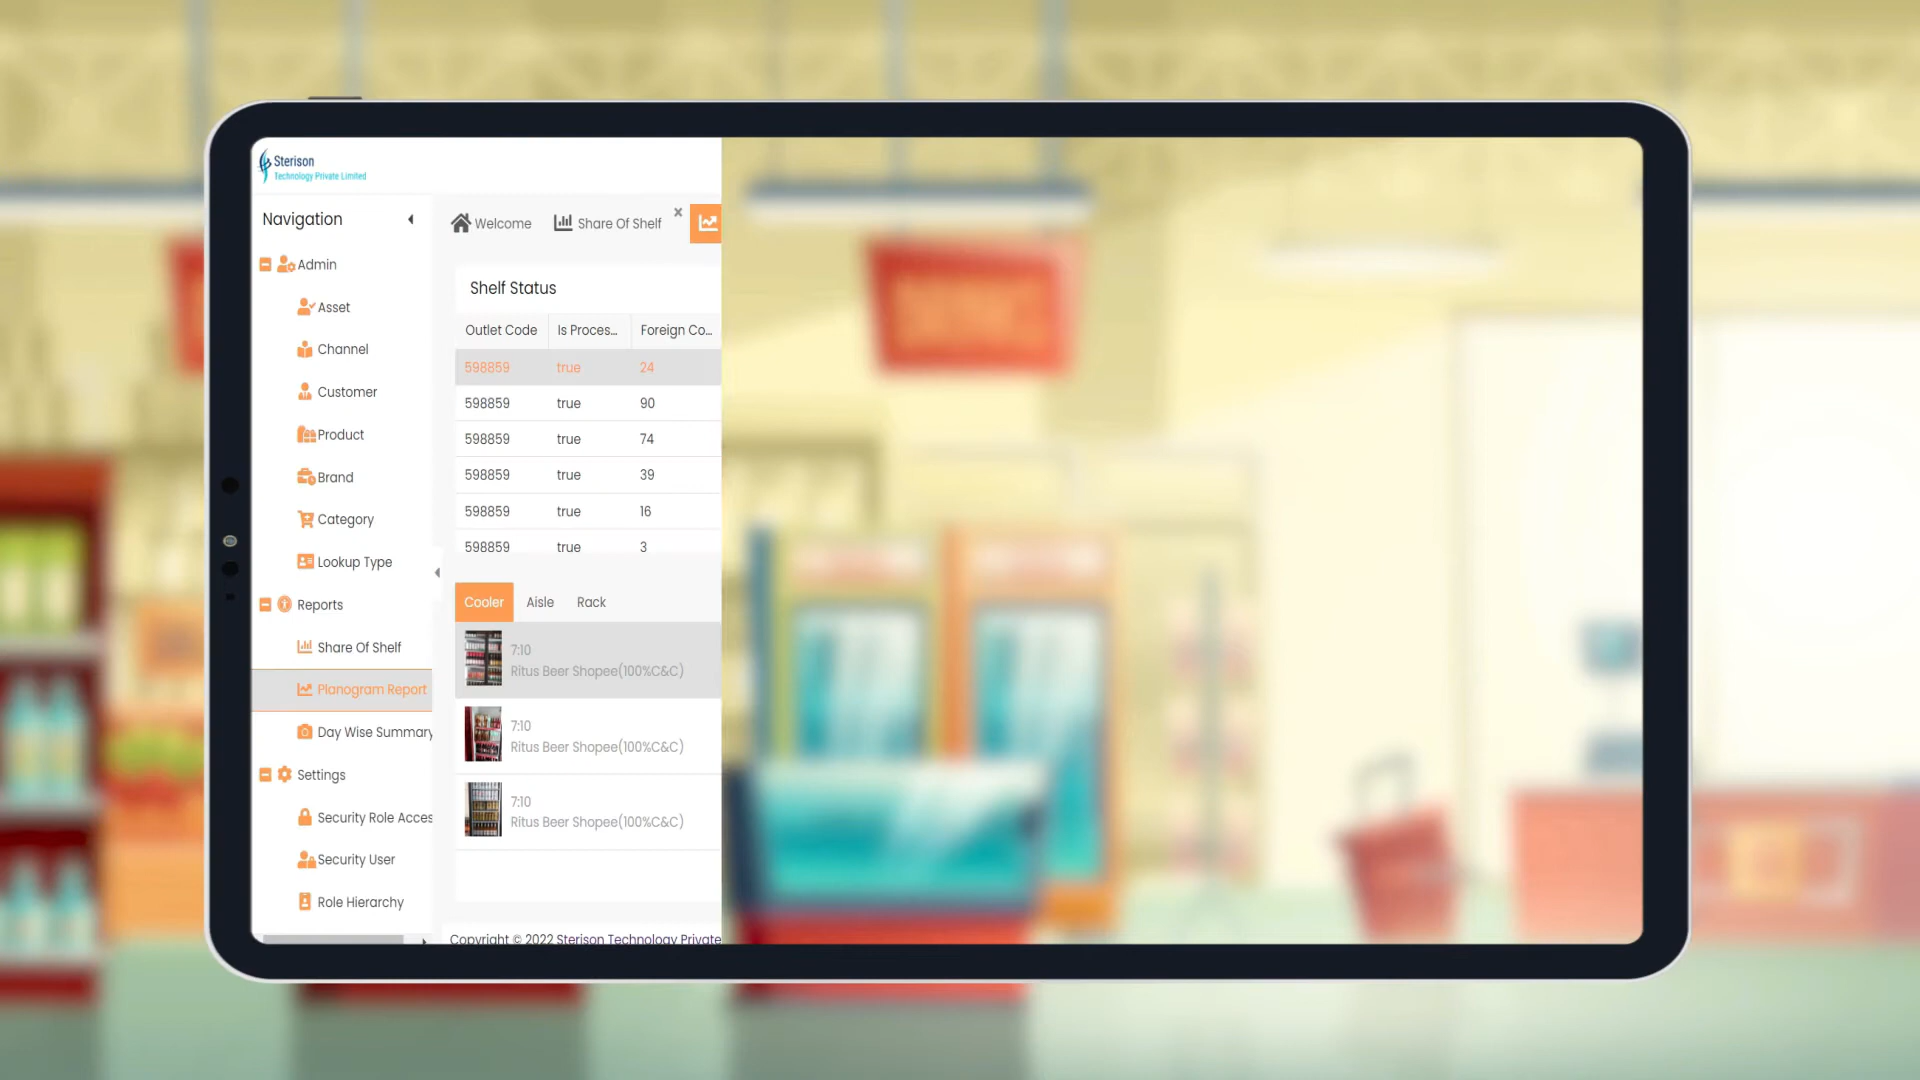 Sterison
Technology Private Limited
Navigation
Admin
Asset
Channel
Customer
Product
Brand
Category
Lookup Type
Reports
Share Of Shelf
Planogram Report
Day Wise Summary
Settings
Security Role Acces
Security User
Role Hierarchy
Welcome
Share Of Shelf
Shelf Status
Outlet Code Is Proces... Foreign Co...
598859 true 24
598859 true 90
598859 true 74
598859 true 39
598859 true 16
598859 true 3
Cooler Aisle Rack
7:10
Ritus Beer Shopee(100%C&C)
7:10
Ritus Beer Shopee(100%C&C)
7:10
Ritus Beer Shopee(100%C&C)
Copyright © 2022 Sterison Technology Private